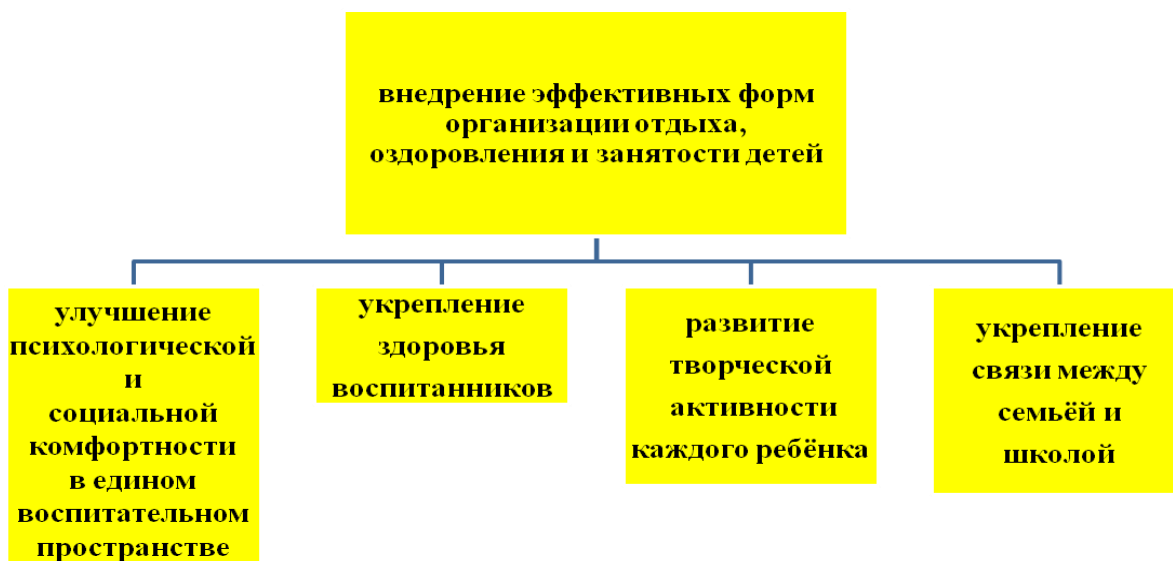 внедрение эффективных форм
организации отдыха,
оздоровления и занятости детей
улучшение
психологической
и
социальной
комфортности
в едином
воспитательном
пространстве
укрепление
здоровья
воспитанников
развитие
творческой
активности
каждого ребёнка
укрепление
связи между
семьёй и
школой